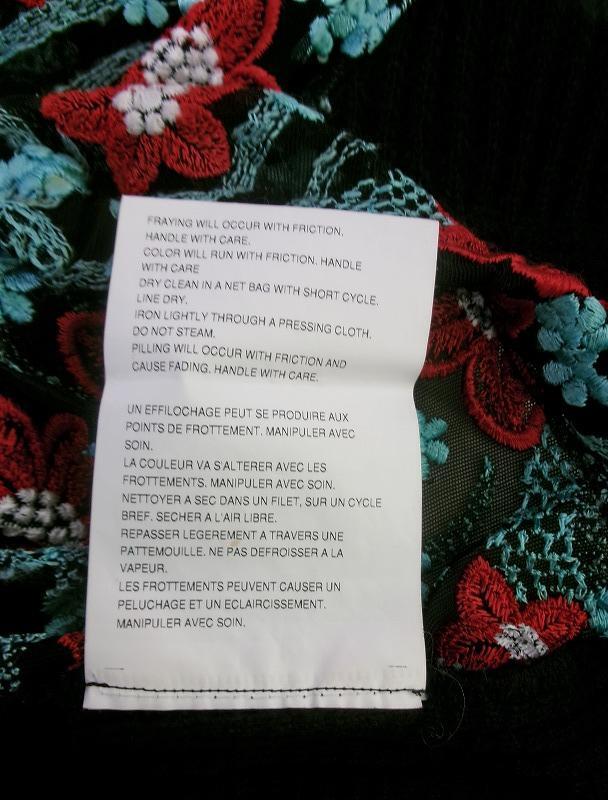 FRAYING WILL OCCUR WITH FRICTION.
HANDLE WITH CARE.
COLOR WILL RUN WITH FRICTION. HANDLE
WITH CARE
DRY CLEAN IN A NET BAG WITH SHORT CYCLE.
LINE DRY.
IRON LIGHTLY THROUGH A PRESSING CLOTH.
DO NOT STEAM.
PILLING WILL OCCUR WITH FRICTION AND
CAUSE FADING. HANDLE WITH CARE.
UN EFFILOCHAGE PEUT SE PRODUIRE AUX
POINTS DE FROTTEMENT. MANIPULER AVEC
SOIN.
LA COULEUR VA S'ALTERER AVEC LES
FROTTEMENTS. MANIPULER AVEC SOIN.
NETTOYER A SEC DANS UN FILET, SUR UN CYCLE
BREF. SECHER A L'AIR LIBRE.
REPASSER LEGEREMENT A TRAVERS UNE
PATTEMOUILLE. NE PAS DEFROISSER A LA
VAPEUR.
LES FROTTEMENTS PEUVENT CAUSER UN
PELUCHAGE ET UN ECLAIRCISSEMENT.
MANIPULER AVEC SOIN.